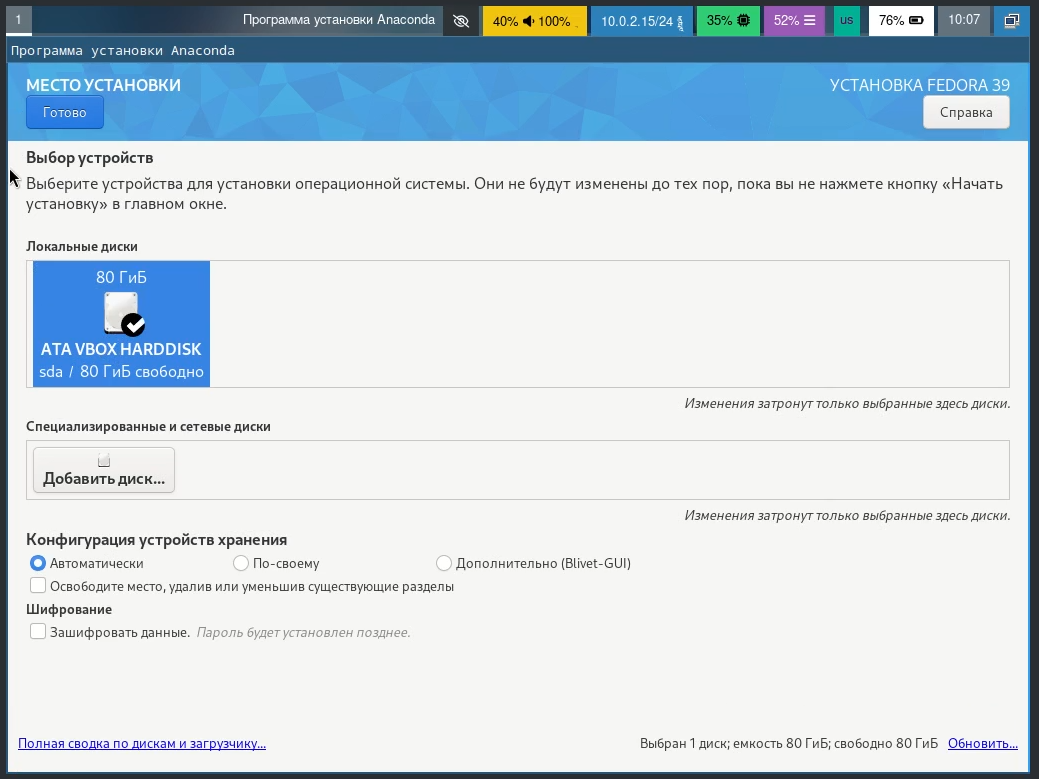 1
Программа установки Anaconda
40% 100%
10.0.2.15/24
35%
52%
us
76%
10:07
Программа установки Anaconda
МЕСТО УСТАНОВКИ
УСТАНОВКА FEDORA 39
Готово
Справка
Выбор устройств
Выберите устройства для установки операционной системы. Они не будут изменены до тех пор, пока вы не нажмете кнопку «Начать
установку» в главном окне.
Локальные диски
80 ГиБ
ATA VBOX HARDDISK
sda / 80 ГиБ свободно
Изменения затронут только выбранные здесь диски.
Специализированные и сетевые диски
Добавить диск...
Изменения затронут только выбранные здесь диски.
Конфигурация устройств хранения
Автоматически
По-своему
Дополнительно (Blivet-GUI)
Освободите место, удалив или уменьшив существующие разделы
Шифрование
Зашифровать данные. Пароль будет установлен позднее.
Полная сводка по дискам и загрузчику...
Выбран 1 диск; емкость 80 ГиБ; свободно 80 ГиБ
Обновить...